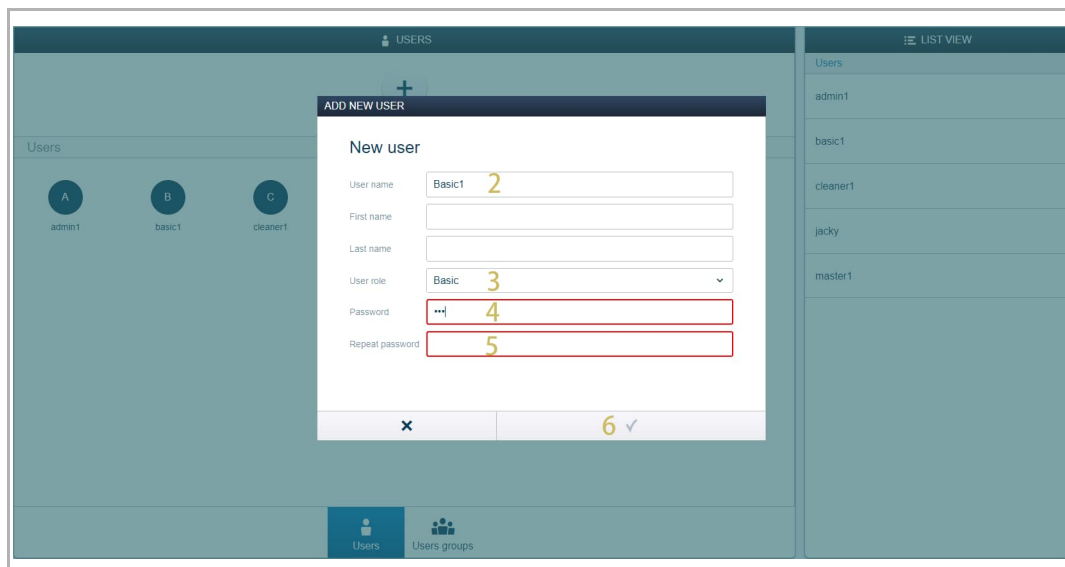 USERS
LIST VIEW
Users
admin1
basic1
cleaner1
jacky
master1
Users
A
admin1
B
basic1
C
cleaner1
ADD NEW USER
New user
User name Basic1 2
First name
Last name
User role Basic 3
Password ••• 4
Repeat password 5
6
Users
Users groups